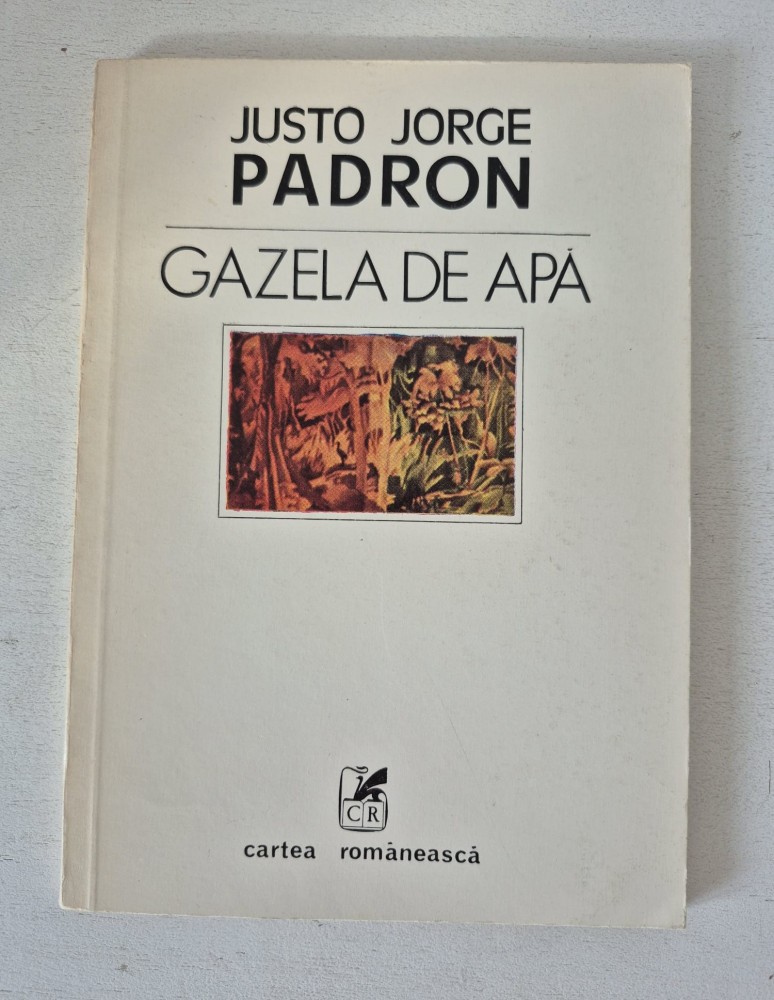 JUSTO JORGE
PADRON
GAZELA DE APĂ
CR
cartea românească